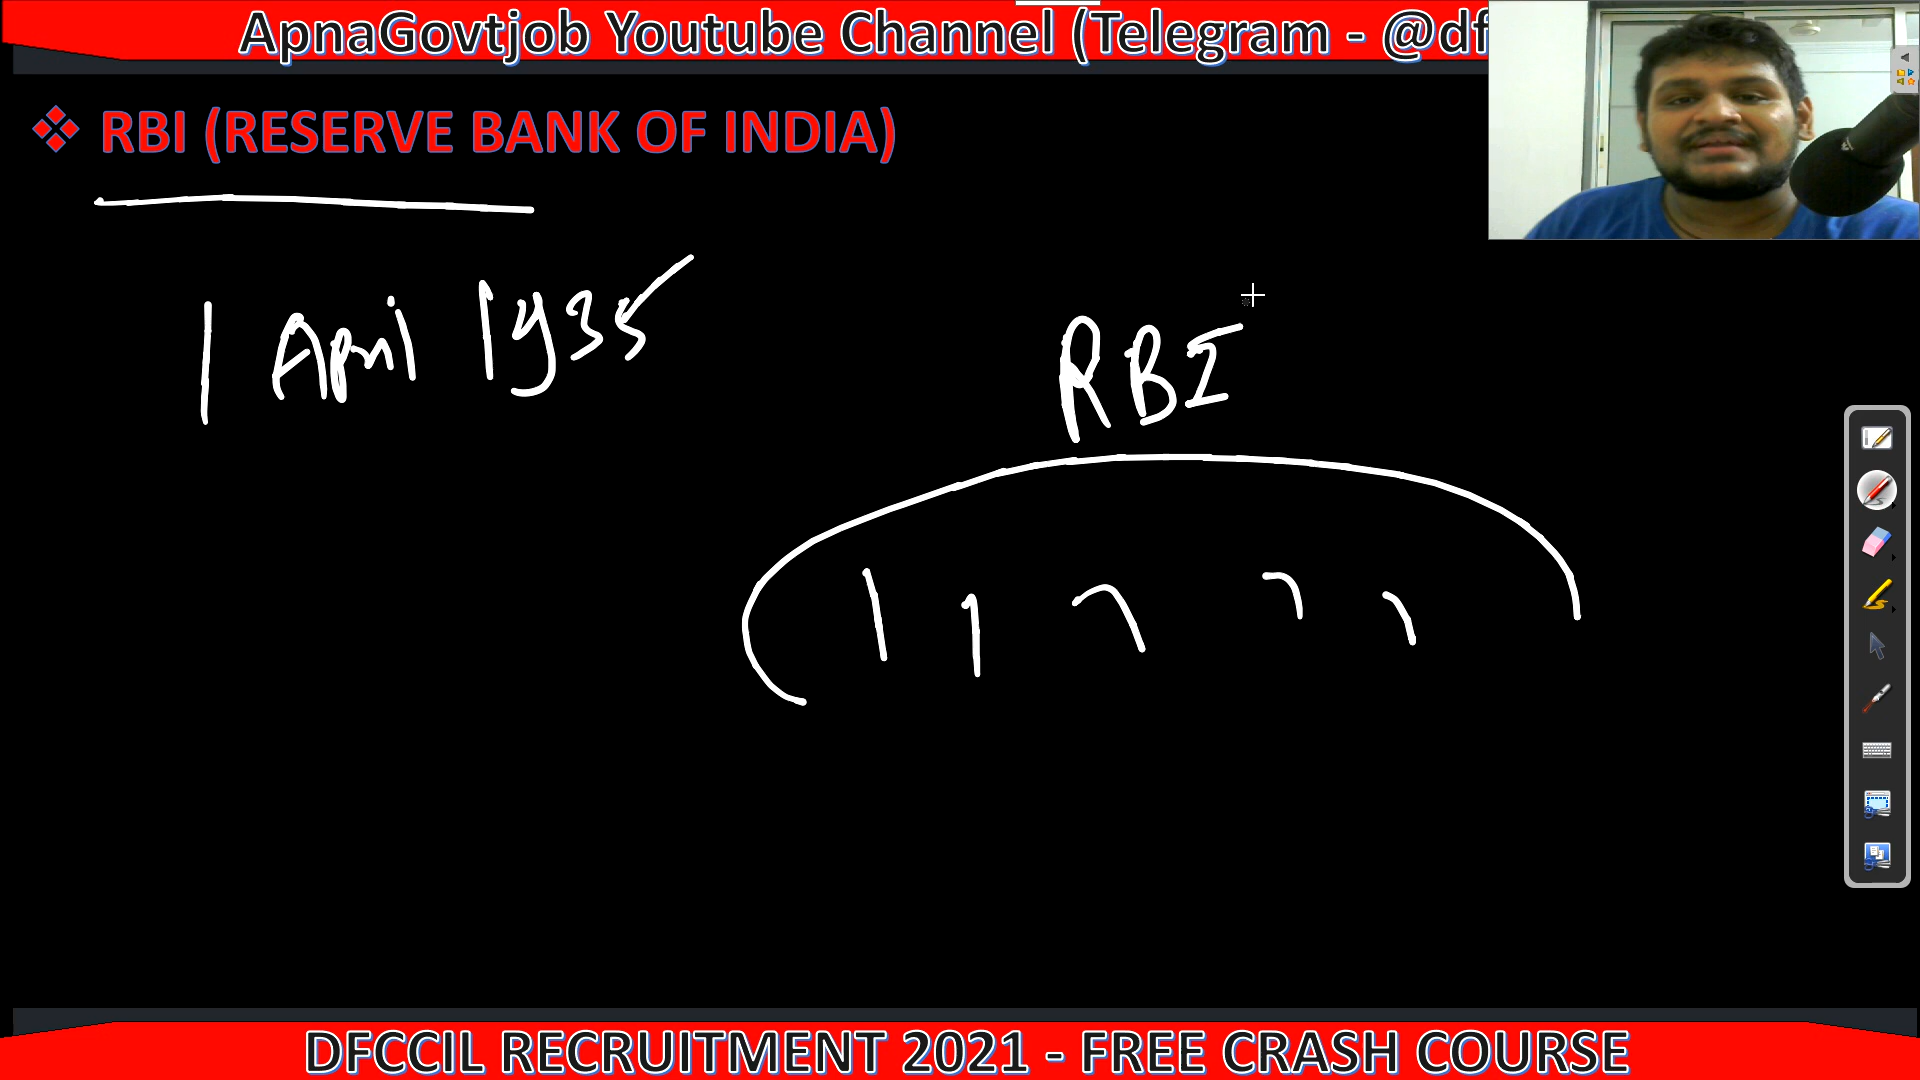 ApnaGovtjob Youtube Channel (Telegram - @df
❖ RBI (RESERVE BANK OF INDIA)
1 April 1935
RBI
DFCCIL RECRUITMENT 2021 - FREE CRASH COURSE